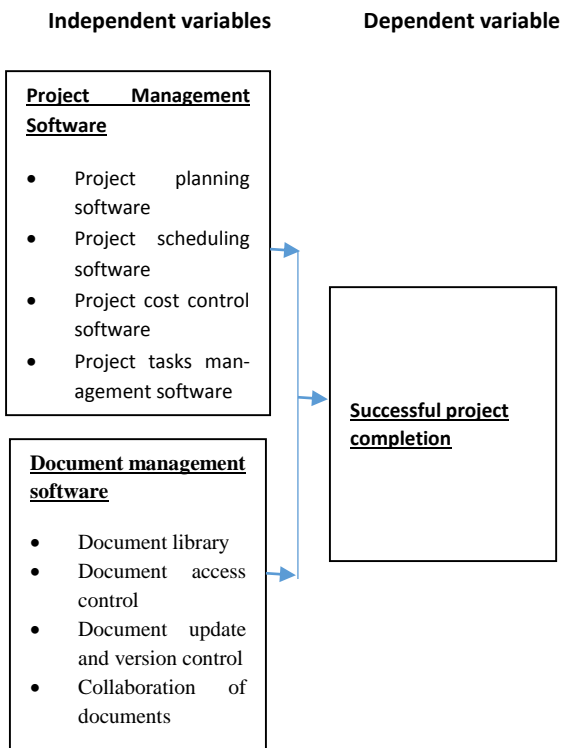 Independent variables
Dependent variable
Project Management
Software
• Project planning
software
• Project scheduling
software
• Project cost control
software
• Project tasks man-
agement software
Document management
software
• Document library
• Document access
control
• Document update
and version control
• Collaboration of
documents
Successful project
completion